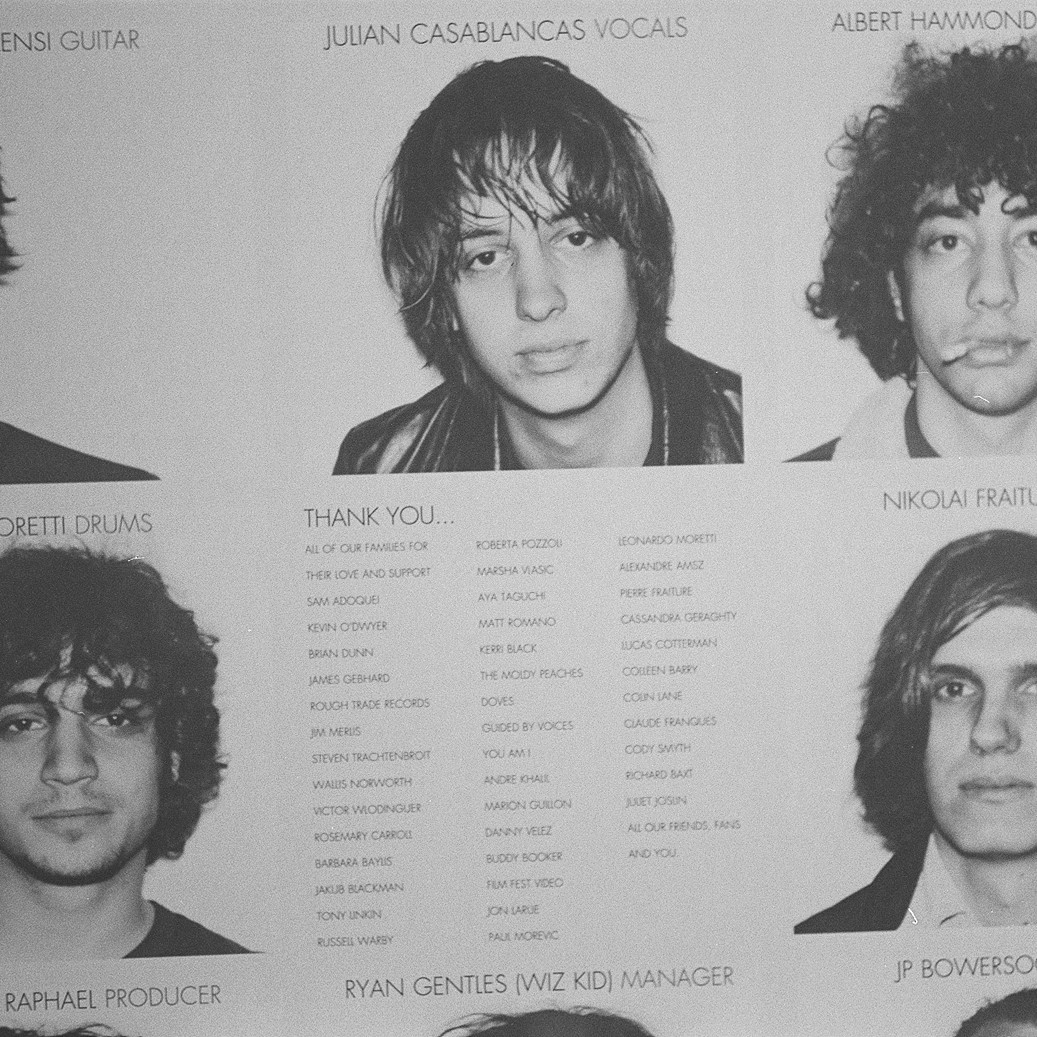 ENSI GUITAR
JULIAN CASABLANCAS VOCALS
ALBERT HAMMOND
ORETTI DRUMS
THANK YOU...
ALL OF OUR FAMILIES FOR
THEIR LOVE AND SUPPORT
SAM ADOQUEI
KEVIN O'DWYER
BRIAN DUNN
JAMES GEBHARD
ROUGH TRADE RECORDS
JIM MERLIS
STEVEN TRACHTENBROIT
WALLIS NORWORTH
VICTOR WLODINGUER
ROSEMARY CARROLL
BARBARA BAYLIS
JAKUB BLACKMAN
TONY LINKIN
RUSSELL WARBY
ROBERTA POZZOLI
MARSHA VLASIC
AYA TAGUCHI
MATT ROMANO
KERRI BLACK
THE MOLDY PEACHES
DOVES
GUIDED BY VOICES
YOU AM I
ANDRE KHALIL
MARION GUILLON
DANNY VELEZ
BUDDY BOOKER
FILM FEST VIDEO
JON LARUE
PAUL MOREVIC
LEONARDO MORETTI
ALEXANDRE AMSZ
PIERRE FRAITURE
CASSANDRA GERAGHTY
LUCAS COTTERMAN
COLLEEN BARRY
COLIN LANE
CLAUDE FRANQUES
CODY SMYTH
RICHARD BAXT
JULIET JOSLIN
ALL OUR FRIENDS, FANS
AND YOU.
NIKOLAI FRAITU
RAPHAEL PRODUCER
RYAN GENTLES (WIZ KID) MANAGER
JP BOWERSO